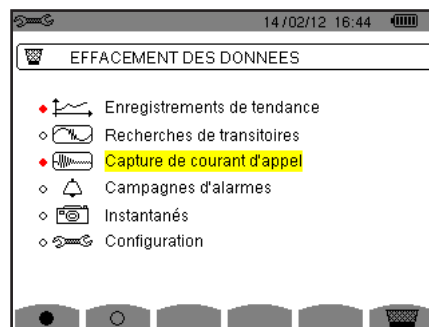 14/02/12 16:44
EFFACEMENT DES DONNEES
Enregistrements de tendance
Recherches de transitoires
Capture de courant d'appel
Campagnes d'alarmes
Instantanés
Configuration